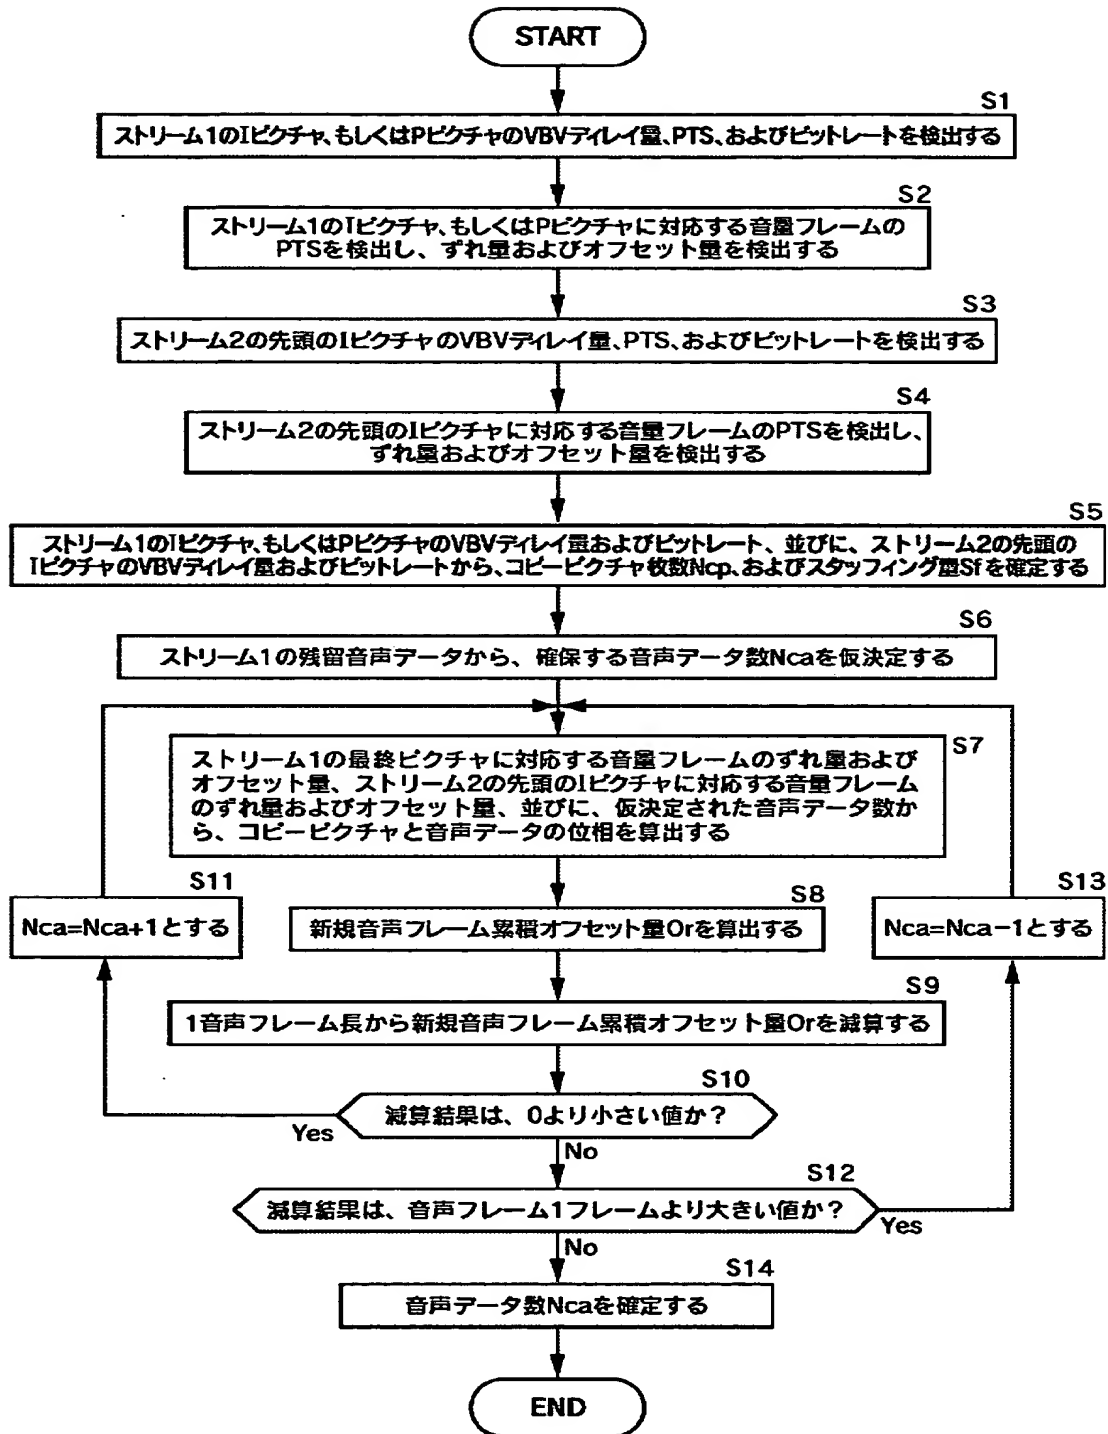 START
S1
ストリーム1のIピクチャ、もしくはPピクチャのVBVディレイ量、PTS、およびビットレートを検出する
S2
ストリーム1のIピクチャ、もしくはPピクチャに対応する音量フレームの
PTSを検出し、ずれ量およびオフセット量を検出する
S3
ストリーム2の先頭のIピクチャのVBVディレイ量、PTS、およびビットレートを検出する
S4
ストリーム2の先頭のIピクチャに対応する音量フレームのPTSを検出し、
ずれ量およびオフセット量を検出する
S5
ストリーム1のIピクチャ、もしくはPピクチャのVBVディレイ量およびビットレート、並びに、ストリーム2の先頭の
IピクチャのVBVディレイ量およびビットレートから、コピーピクチャ枚数Ncp、およびスタッフィング量Sfを確定する
S6
ストリーム1の残留音声データから、確保する音声データ数Ncaを仮決定する
S7
ストリーム1の最終ピクチャに対応する音量フレームのずれ量および
オフセット量、ストリーム2の先頭のIピクチャに対応する音量フレーム
のずれ量およびオフセット量、並びに、仮決定された音声データ数か
ら、コピーピクチャと音声データの位相を算出する
S11
Nca=Nca+1とする
S8
新規音声フレーム累積オフセット量Orを算出する
S13
Nca=Nca−1とする
S9
1音声フレーム長から新規音声フレーム累積オフセット量Orを減算する
S10
減算結果は、0より小さい値か？
Yes
No
S12
減算結果は、音声フレーム1フレームより大きい値か？
Yes
No
S14
音声データ数Ncaを確定する
END